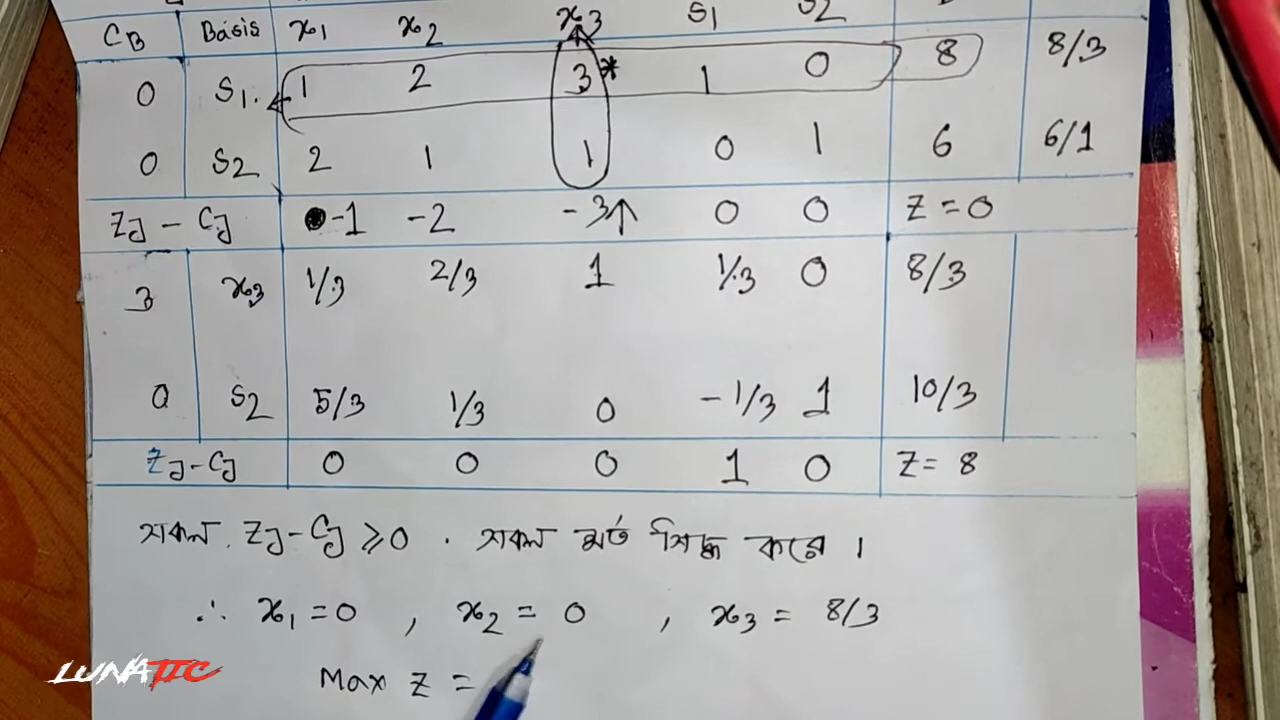 C_B Basis x₁ x₂ x₃ S₁ S₂
0 S₁. 1 2 3* 1 0 8 8/3
0 S₂ 2 1 1 0 1 6 6/1
Zj - Cj -1 -2 -3↑ 0 0 Z = 0
3 x₃ 1/3 2/3 1 1/3 0 8/3
0 S₂ 5/3 1/3 0 -1/3 1 10/3
Zj - Cj 0 0 0 1 0 Z = 8
সকল Zj - Cj ≥ 0 . সকল শর্ত সিদ্ধ করে ।
∴ x₁ = 0 , x₂ = 0 , x₃ = 8/3
Max Z =
LUNATIC